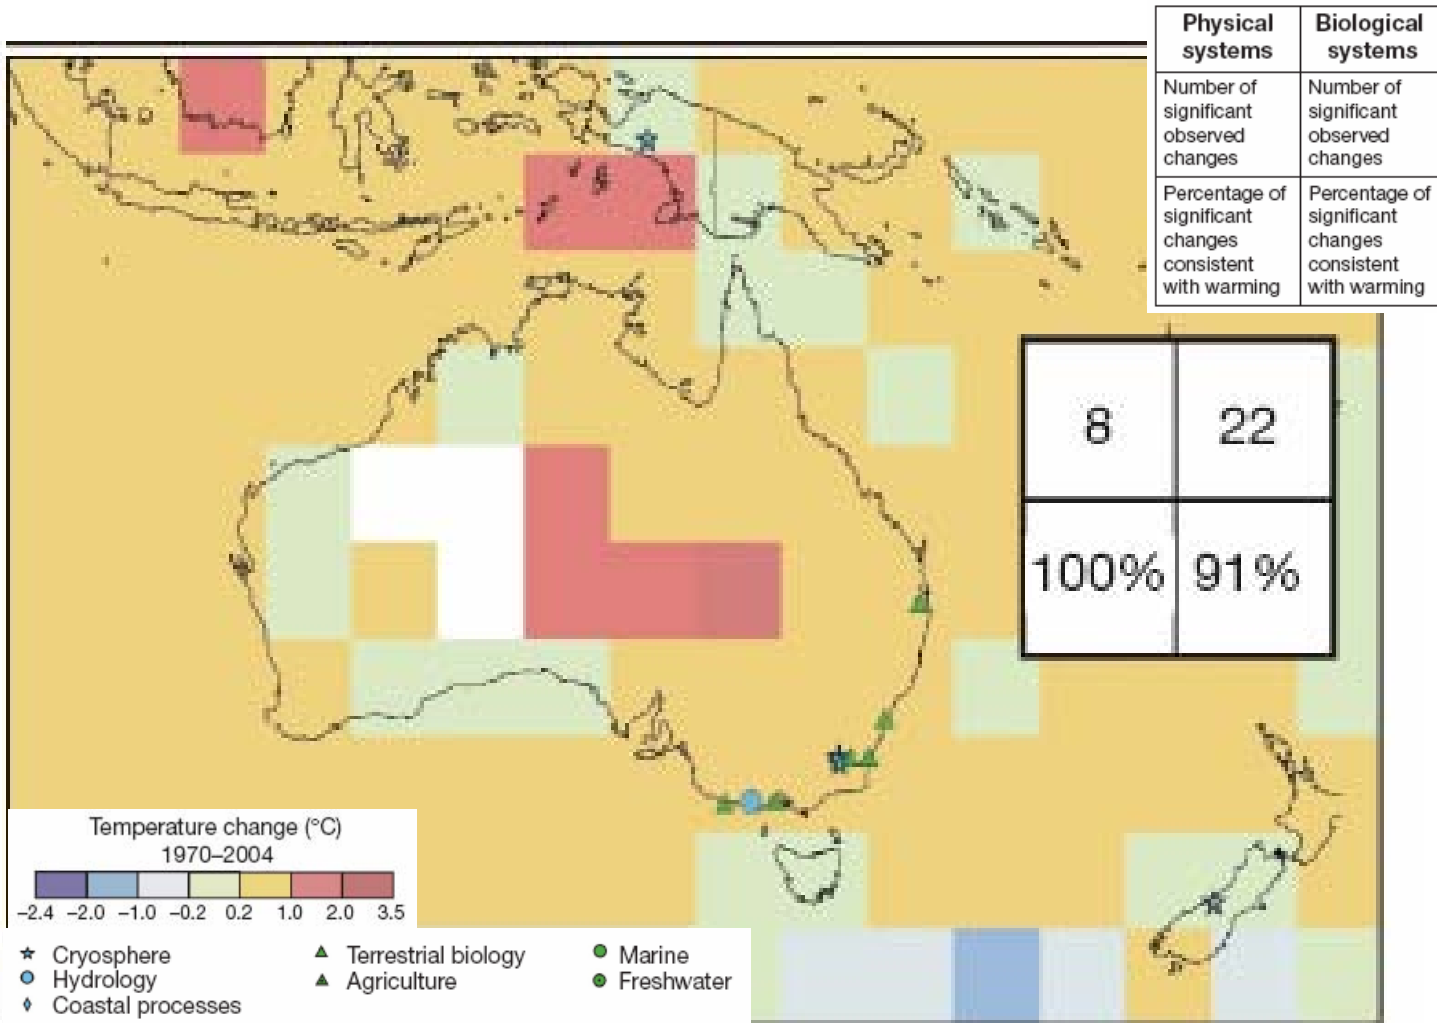 Physical systems
Biological systems
Number of significant observed changes
Number of significant observed changes
Percentage of significant changes consistent with warming
Percentage of significant changes consistent with warming
8
22
100%
91%
Temperature change (°C)
1970–2004
–2.4 –2.0 –1.0 –0.2 0.2 1.0 2.0 3.5
Cryosphere
Hydrology
Coastal processes
Terrestrial biology
Agriculture
Marine
Freshwater